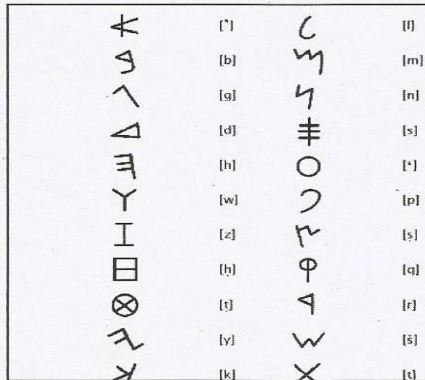 𐤀 [ʾ] 𐤋 [l]
𐤁 [b] 𐤌 [m]
𐤂 [g] 𐤍 [n]
𐤃 [d] 𐤎 [s]
𐤄 [h] 𐤏 [ʿ]
𐤅 [w] 𐤐 [p]
𐤆 [z] 𐤑 [ṣ]
𐤇 [ḥ] 𐤒 [q]
𐤈 [ṭ] 𐤓 [r]
𐤉 [y] 𐤔 [š]
𐤊 [k] 𐤕 [t]